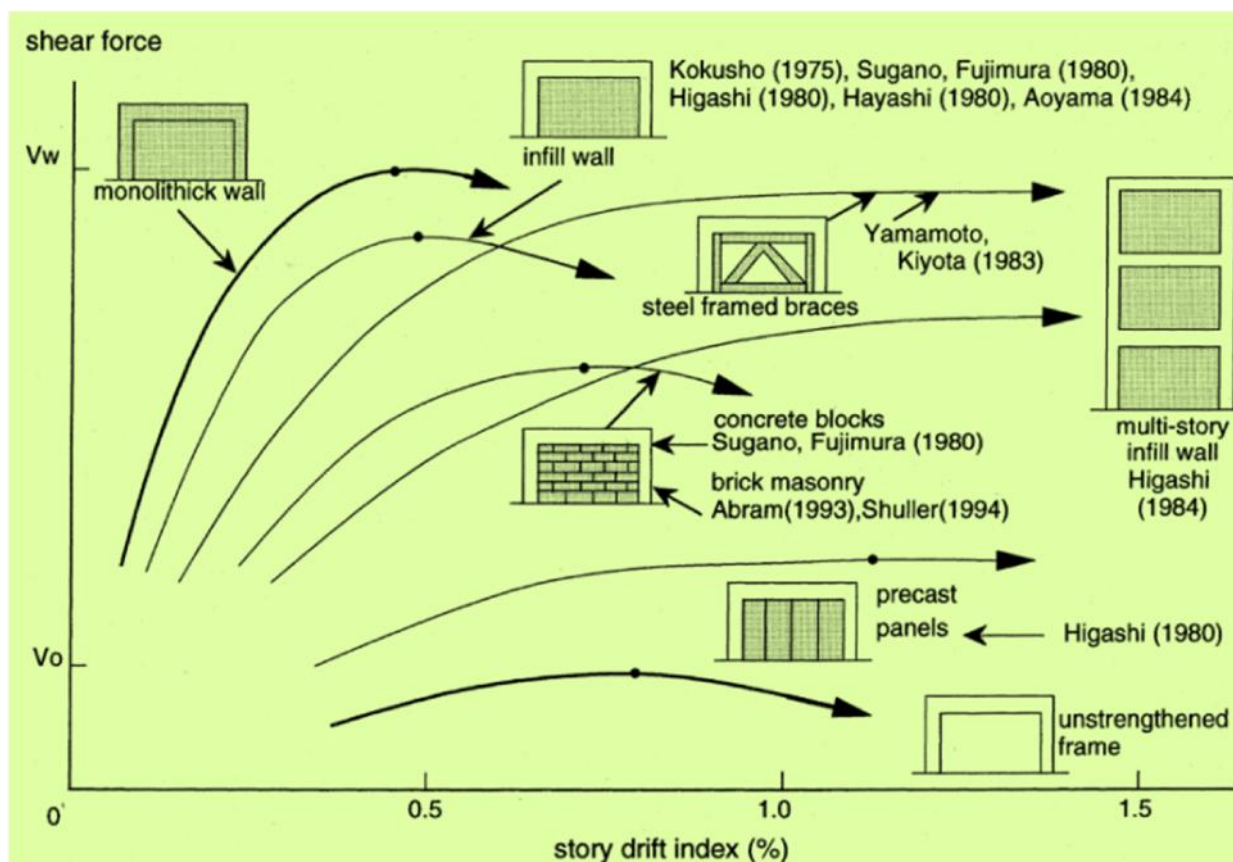 shear force
Kokusho (1975), Sugano, Fujimura (1980),
Higashi (1980), Hayashi (1980), Aoyama (1984)
Vw
monolithick wall
infill wall
Yamamoto,
Kiyota (1983)
steel framed braces
concrete blocks
Sugano, Fujimura (1980)
brick masonry
Abram(1993),Shuller(1994)
multi-story
infill wall
Higashi
(1984)
precast
panels
Higashi (1980)
Vo
unstrengthened
frame
0
0.5
1.0
1.5
story drift index (%)